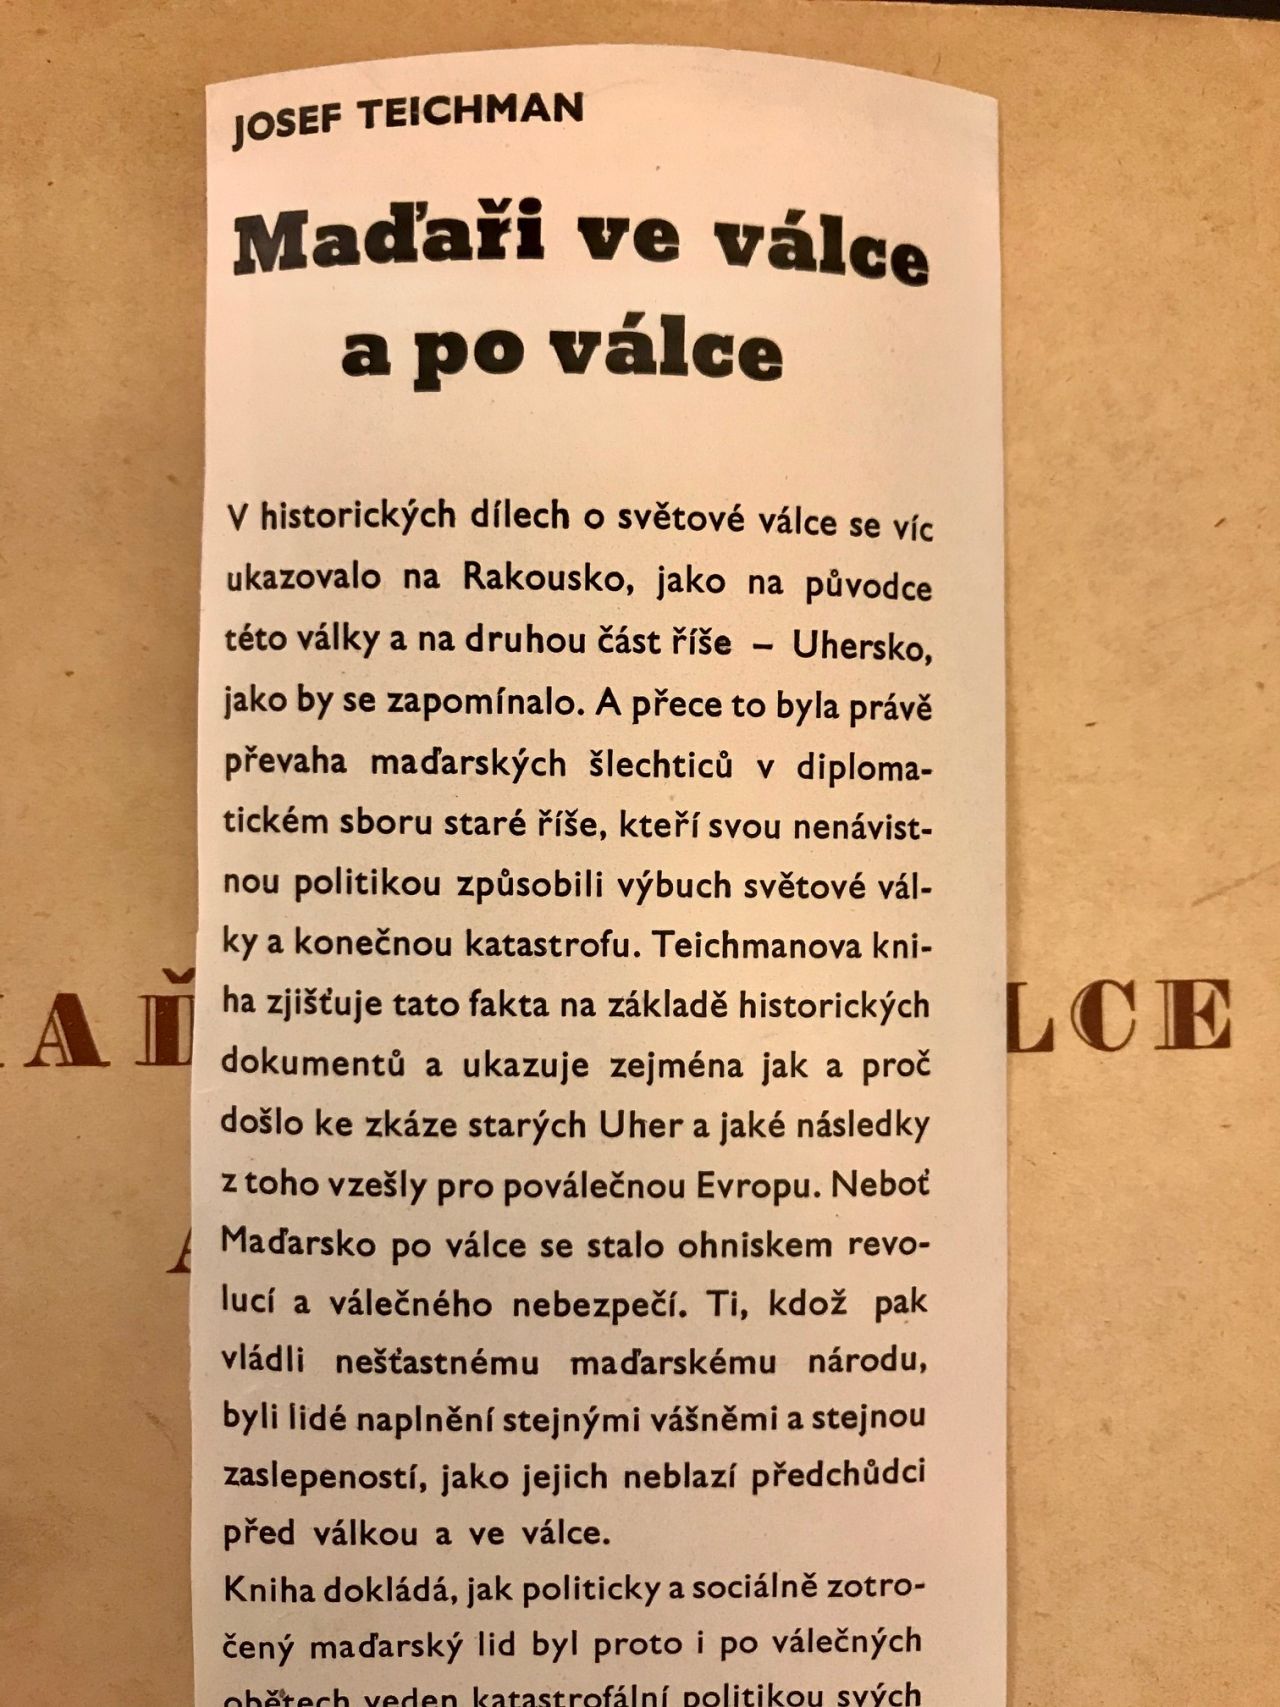 JOSEF TEICHMAN
Maďaři ve válce
a po válce
V historických dílech o světové válce se víc
ukazovalo na Rakousko, jako na původce
této války a na druhou část říše – Uhersko,
jako by se zapomínalo. A přece to byla právě
převaha maďarských šlechticů v diploma-
tickém sboru staré říše, kteří svou nenávist-
nou politikou způsobili výbuch světové vál-
ky a konečnou katastrofu. Teichmanova kni-
ha zjišťuje tato fakta na základě historických
dokumentů a ukazuje zejména jak a proč
došlo ke zkáze starých Uher a jaké následky
z toho vzešly pro poválečnou Evropu. Neboť
Maďarsko po válce se stalo ohniskem revo-
lucí a válečného nebezpečí. Ti, kdož pak
vládli nešťastnému maďarskému národu,
byli lidé naplnění stejnými vášněmi a stejnou
zaslepeností, jako jejich neblazí předchůdci
před válkou a ve válce.
Kniha dokládá, jak politicky a sociálně zotro-
čený maďarský lid byl proto i po válečných
obětech veden katastrofální politikou svých
AĎ LCE
A